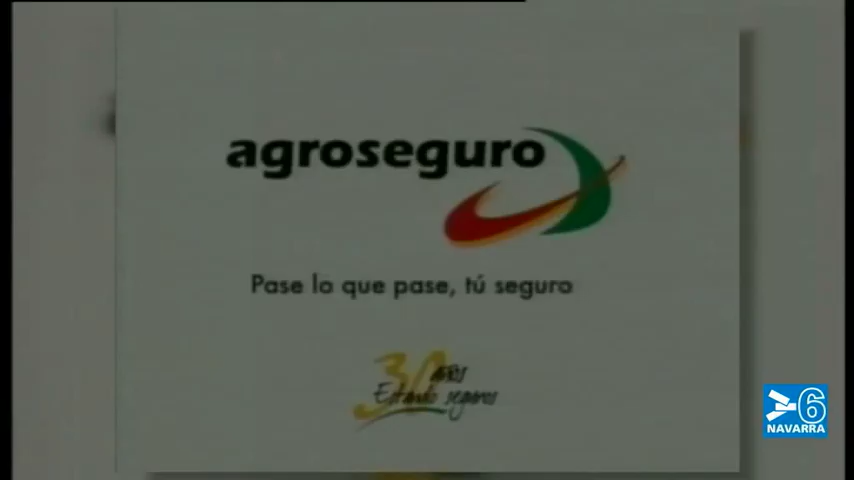 agroseguro
Pase lo que pase, tú seguro
30 años
Estando seguros
6
NAVARRA